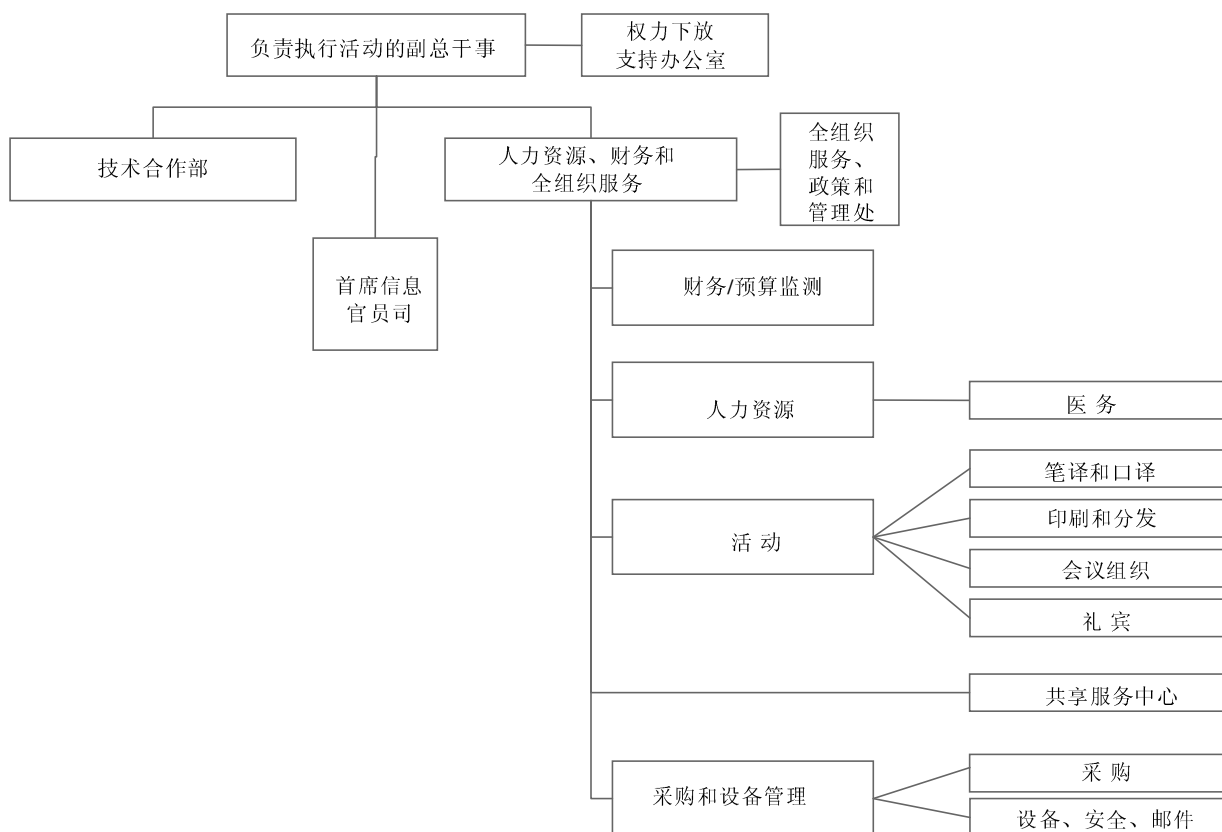 负责执行活动的副总干事
权力下放
支持办公室
技术合作部
人力资源、财务和
全组织服务
全组织
服务、
政策和
管理处
首席信息
官员司
财务/预算监测
人力资源
医 务
活 动
笔译和口译
印刷和分发
会议组织
礼 宾
共享服务中心
采购和设备管理
采 购
设备、安全、邮件